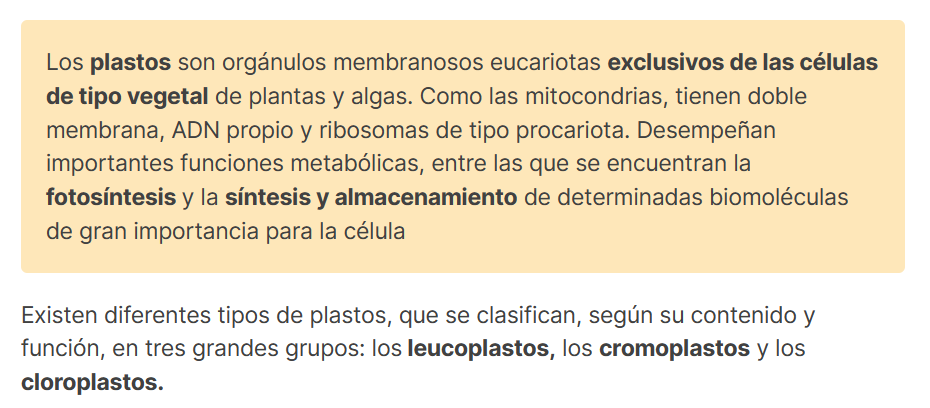 Los plastos son orgánulos membranosos eucariotas exclusivos de las células
de tipo vegetal de plantas y algas. Como las mitocondrias, tienen doble
membrana, ADN propio y ribosomas de tipo procariota. Desempeñan
importantes funciones metabólicas, entre las que se encuentran la
fotosíntesis y la síntesis y almacenamiento de determinadas biomoléculas
de gran importancia para la célula
Existen diferentes tipos de plastos, que se clasifican, según su contenido y
función, en tres grandes grupos: los leucoplastos, los cromoplastos y los
cloroplastos.